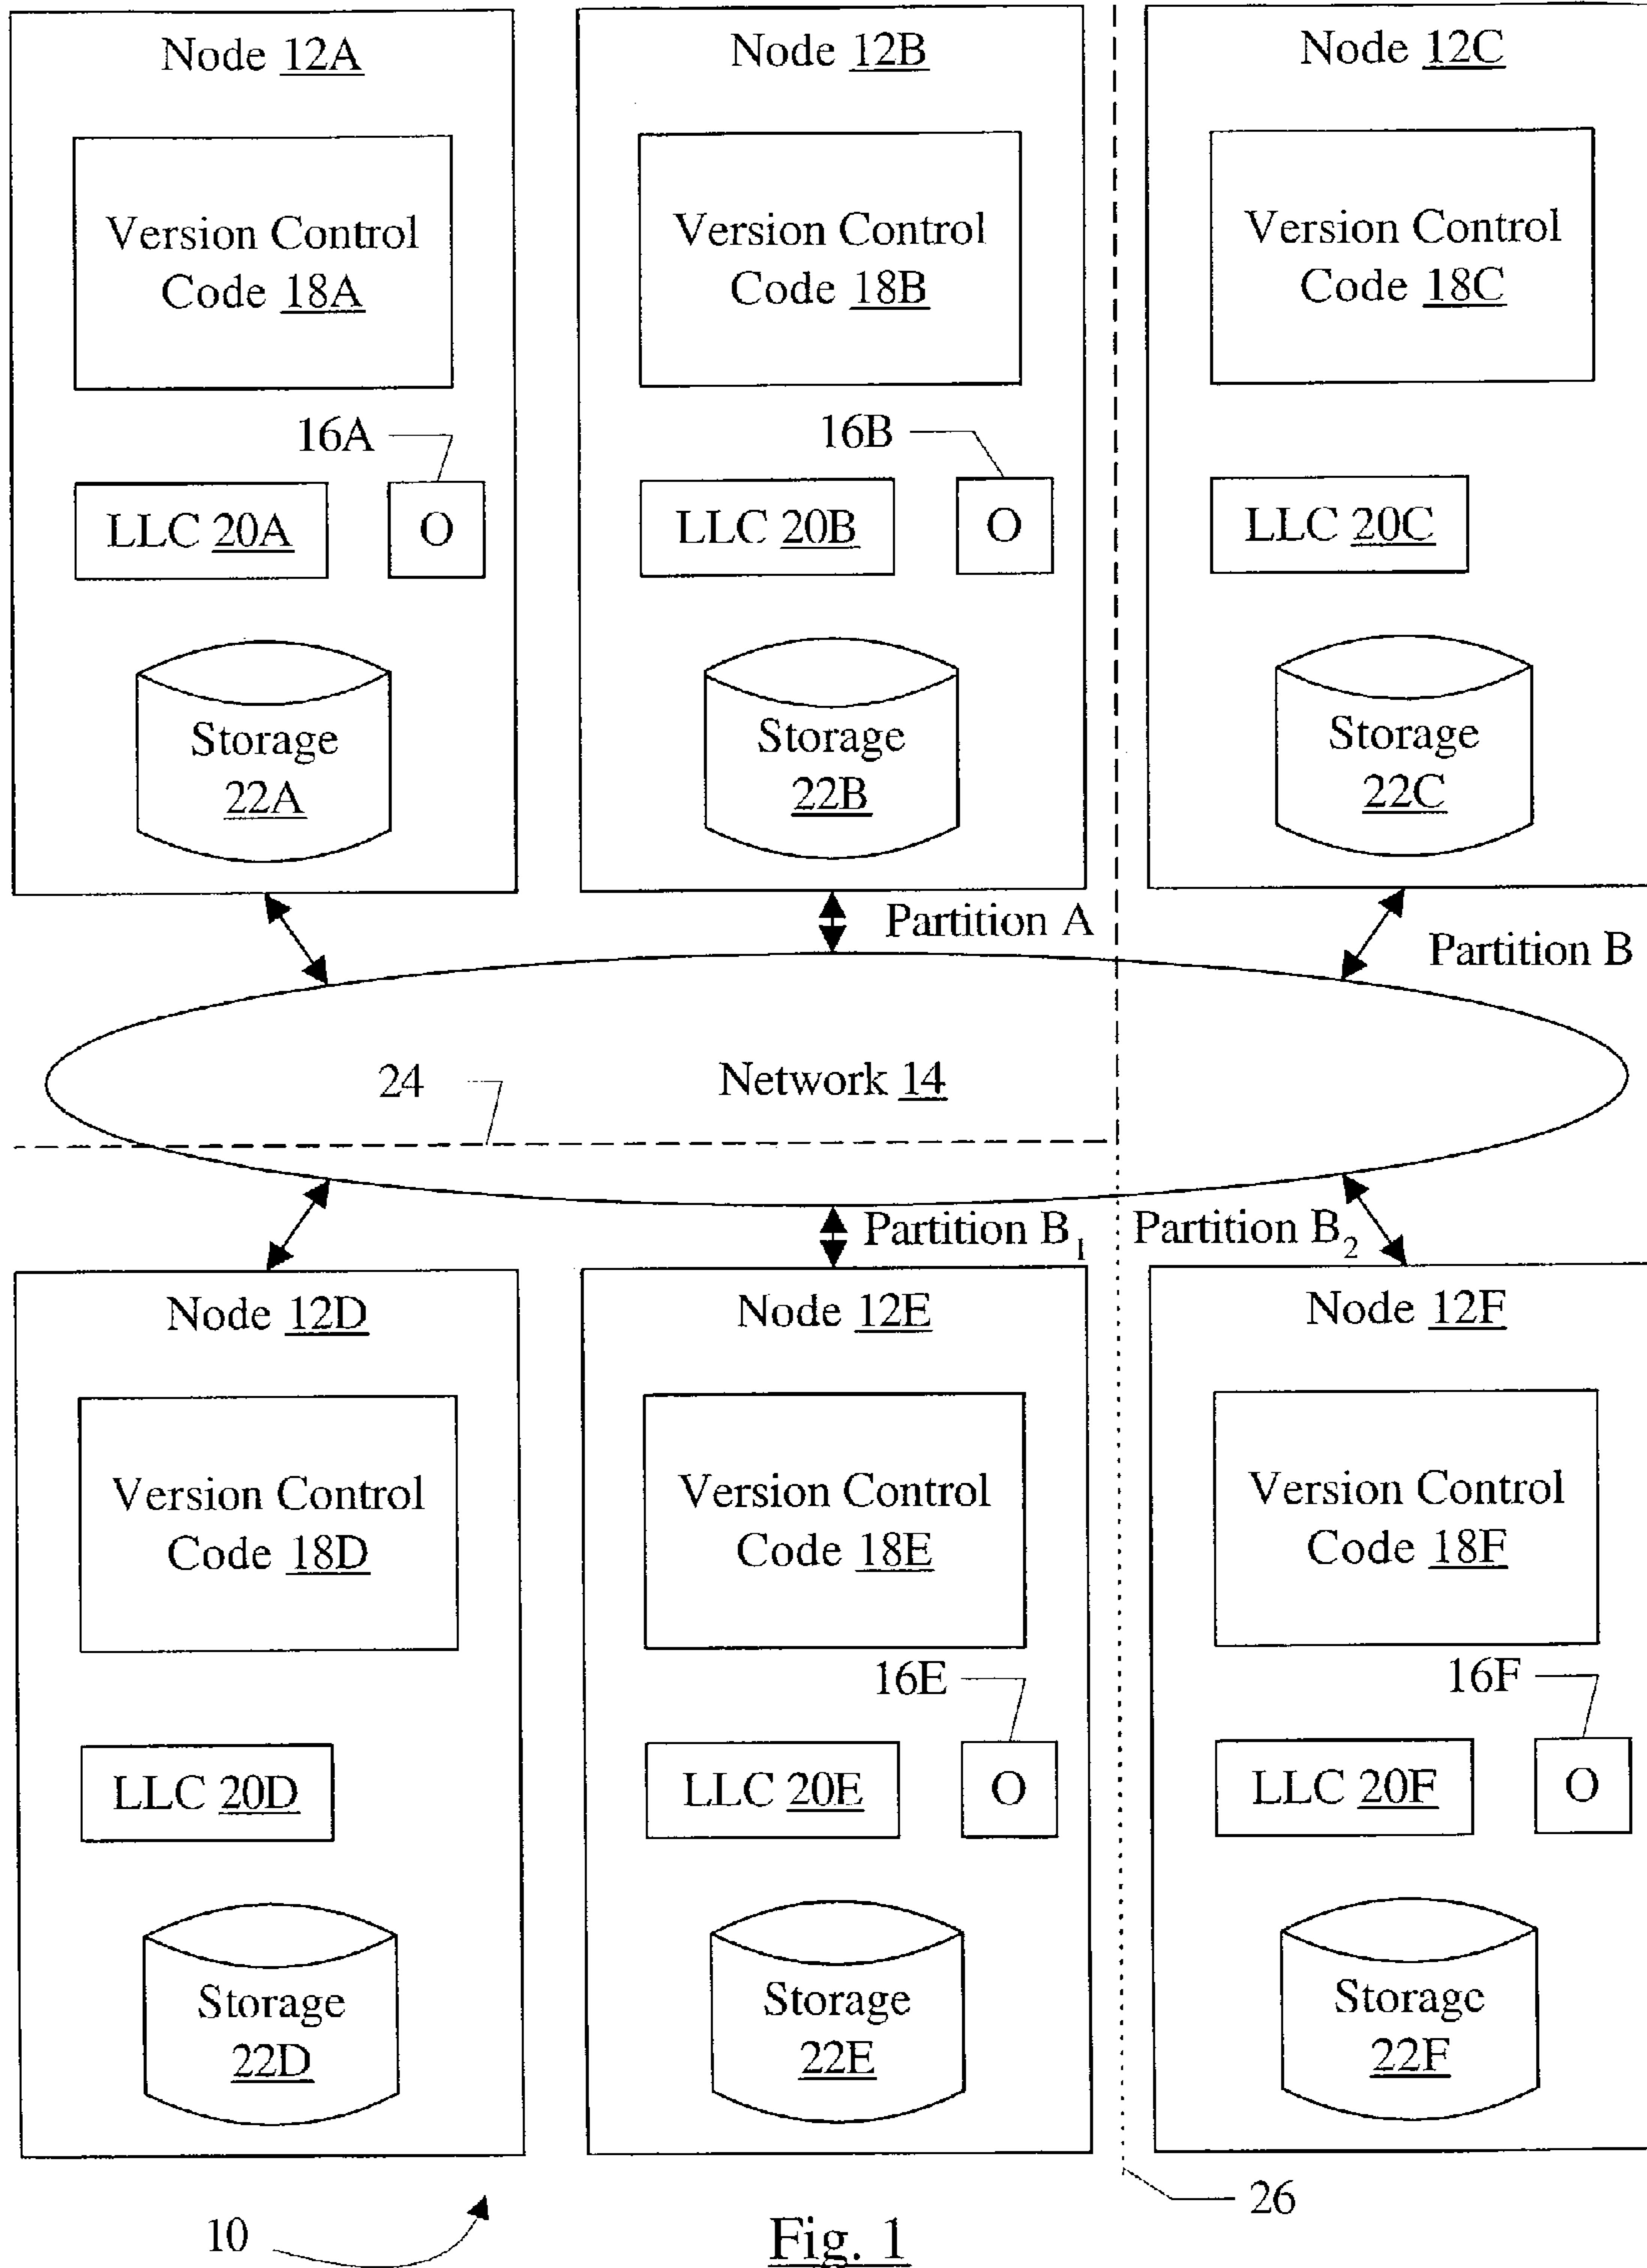 Node 12A
Version Control
Code 18A
16A
LLC 20A
O
Storage
22A
Node 12B
Version Control
Code 18B
16B
LLC 20B
O
Storage
22B
Node 12C
Version Control
Code 18C
LLC 20C
Storage
22C
Partition A
Partition B
Network 14
24
Partition B1
Partition B2
Node 12D
Version Control
Code 18D
LLC 20D
Storage
22D
Node 12E
Version Control
Code 18E
16E
LLC 20E
O
Storage
22E
Node 12F
Version Control
Code 18F
16F
LLC 20F
O
Storage
22F
26
10
Fig. 1